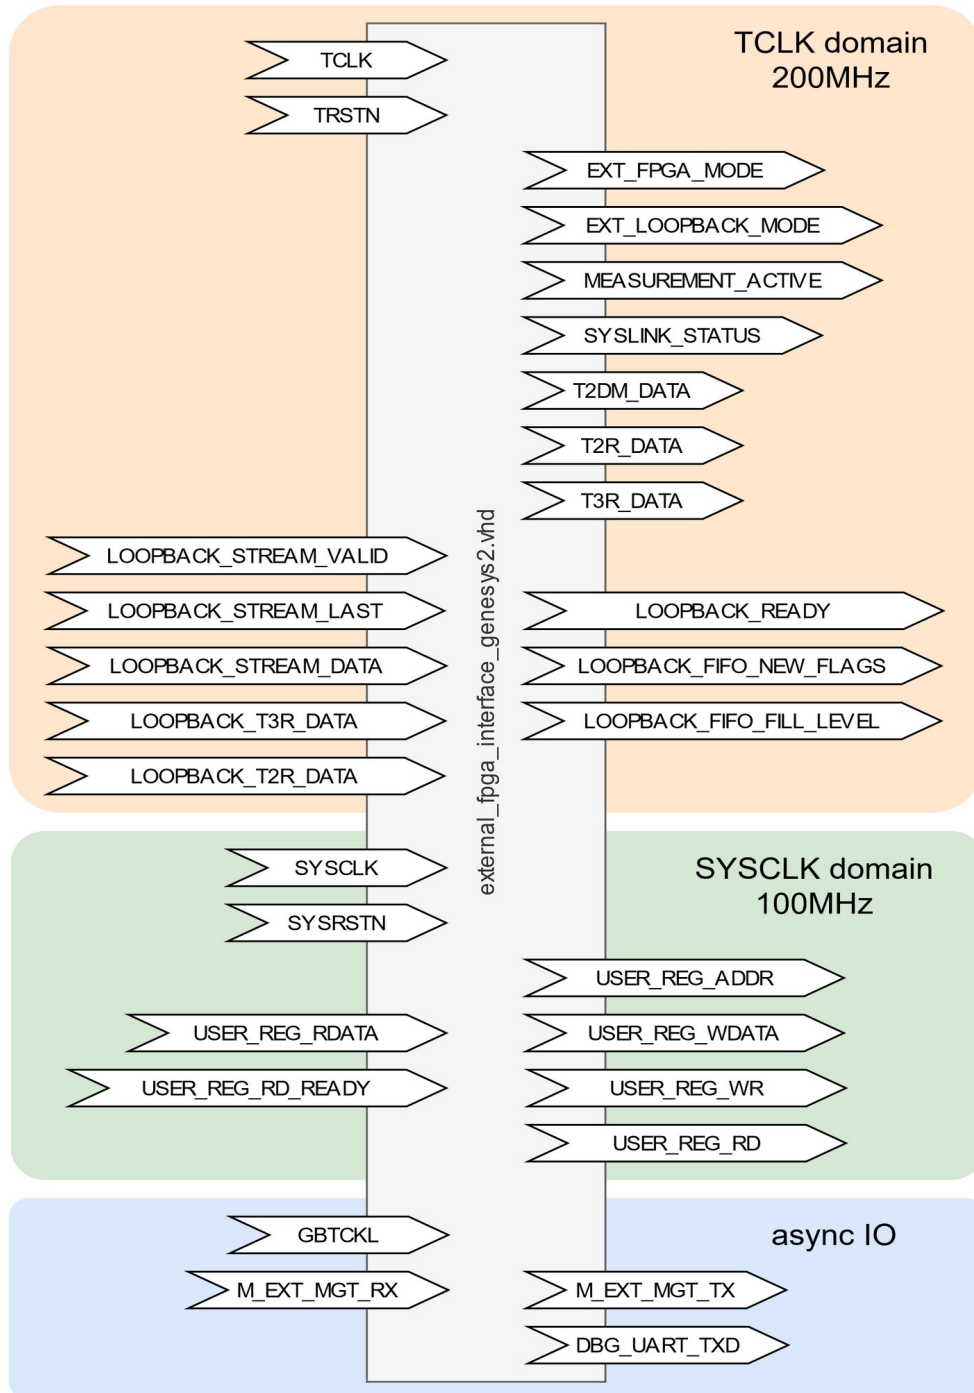 TCLK domain
200MHz
TCLK
TRSTN
EXT_FPGA_MODE
EXT_LOOPBACK_MODE
MEASUREMENT_ACTIVE
SYSLINK_STATUS
T2DM_DATA
T2R_DATA
T3R_DATA
external_fpga_interface_genesys2.vhd
LOOPBACK_STREAM_VALID
LOOPBACK_STREAM_LAST
LOOPBACK_READY
LOOPBACK_STREAM_DATA
LOOPBACK_FIFO_NEW_FLAGS
LOOPBACK_T3R_DATA
LOOPBACK_FIFO_FILL_LEVEL
LOOPBACK_T2R_DATA
SYSCLK domain
100MHz
SYSCLK
SYSRSTN
USER_REG_ADDR
USER_REG_RDATA
USER_REG_WDATA
USER_REG_RD_READY
USER_REG_WR
USER_REG_RD
async IO
GBTCKL
M_EXT_MGT_RX
M_EXT_MGT_TX
DBG_UART_TXD